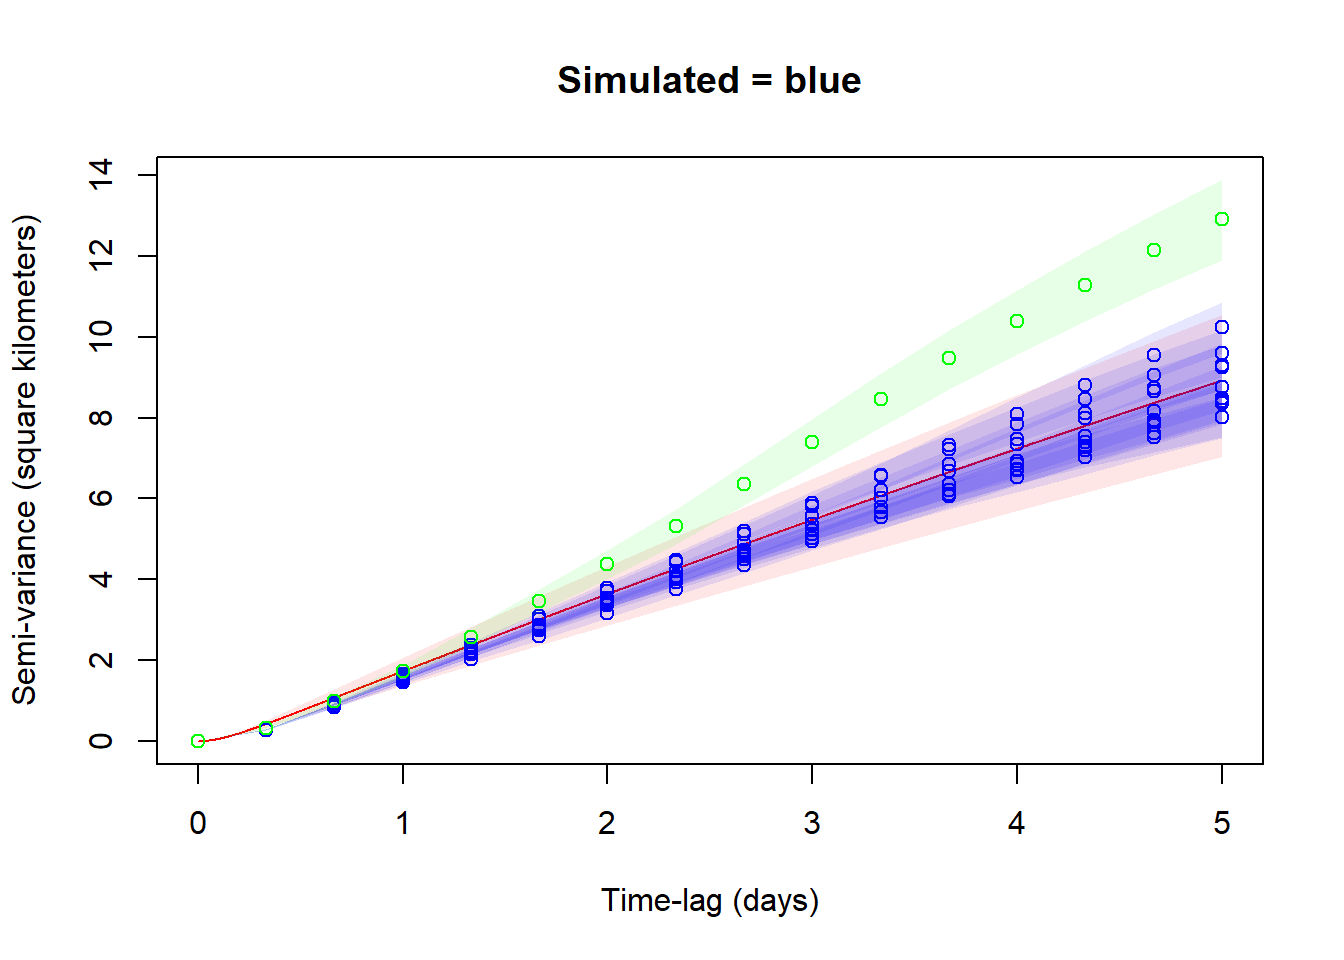 Simulated = blue
Semi-variance (square kilometers)
14
12
10
8
6
4
2
0
0 1 2 3 4 5
Time-lag (days)